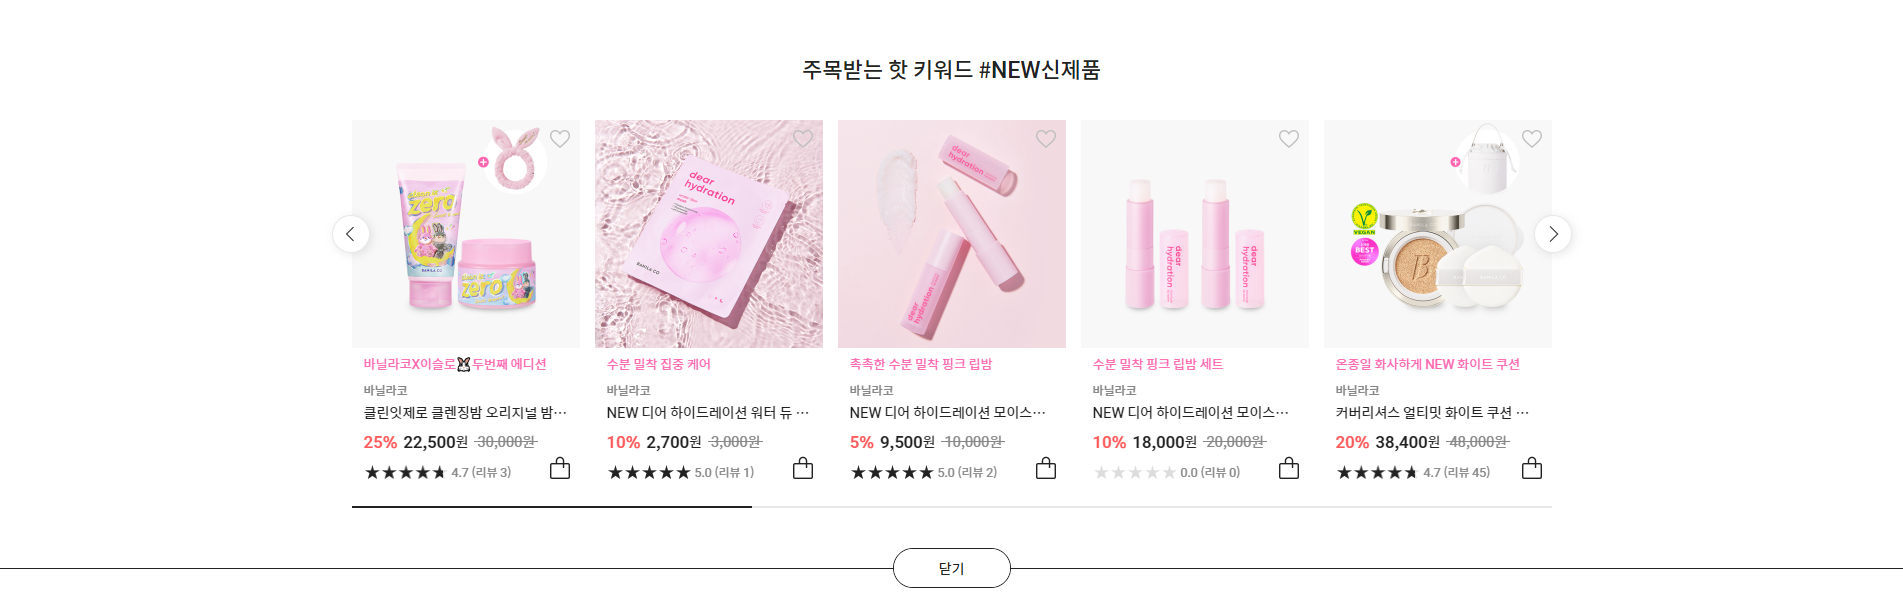 주목받는 핫 키워드 #NEW신제품
zero
zero
BANILA CO
dear
hydration
BANILA CO
dear
hydration
dear
hydration
dear
hydration
dear
hydration
VEGAN
BEST
B
바닐라코X이슬로🐰두번째 에디션
바닐라코
클린잇제로 클렌징밤 오리지널 밤···
25% 22,500원 30,000원
★★★★★ 4.7 (리뷰 3)
수분 밀착 집중 케어
바닐라코
NEW 디어 하이드레이션 워터 듀 ···
10% 2,700원 3,000원
★★★★★ 5.0 (리뷰 1)
촉촉한 수분 밀착 핑크 립밤
바닐라코
NEW 디어 하이드레이션 모이스···
5% 9,500원 10,000원
★★★★★ 5.0 (리뷰 2)
수분 밀착 핑크 립밤 세트
바닐라코
NEW 디어 하이드레이션 모이스···
10% 18,000원 20,000원
★★★★★ 0.0 (리뷰 0)
온종일 화사하게 NEW 화이트 쿠션
바닐라코
커버리셔스 얼티밋 화이트 쿠션 ···
20% 38,400원 48,000원
★★★★★ 4.7 (리뷰 45)
닫기